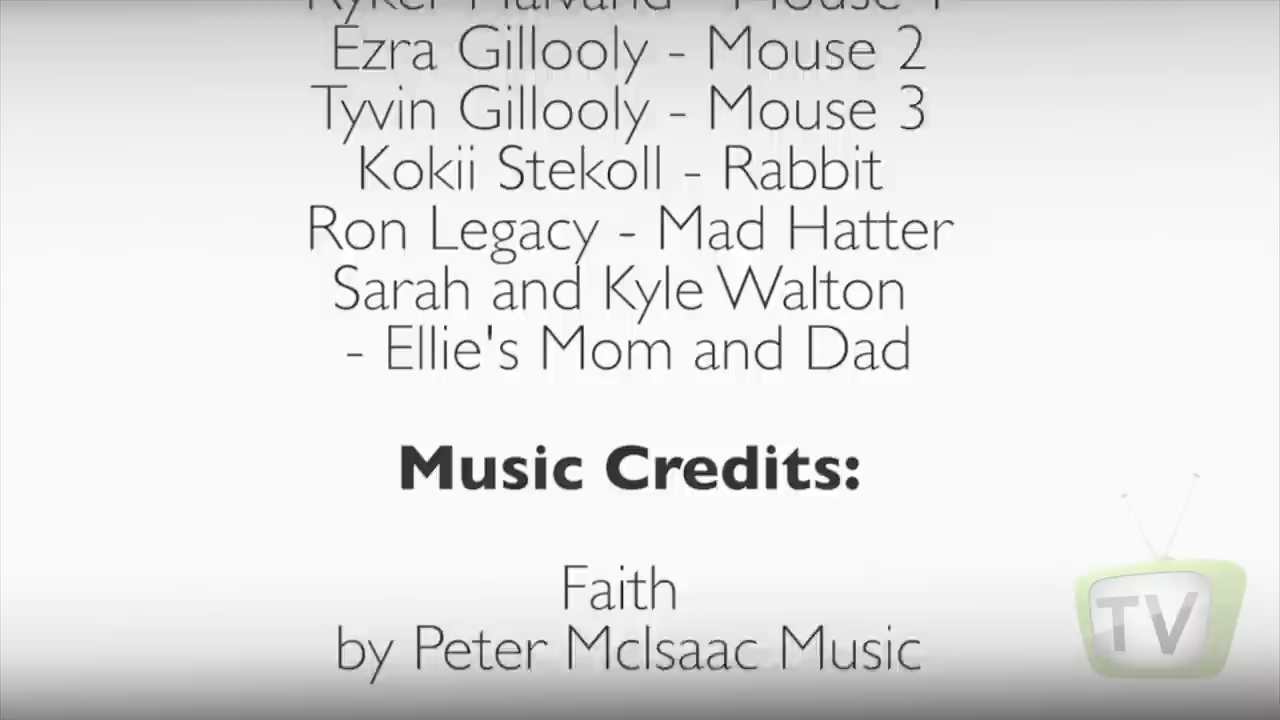 Ezra Gillooly - Mouse 2
Tyvin Gillooly - Mouse 3
Kokii Stekoll - Rabbit
Ron Legacy - Mad Hatter
Sarah and Kyle Walton
- Ellie's Mom and Dad
Music Credits:
Faith
by Peter McIsaac Music
TV